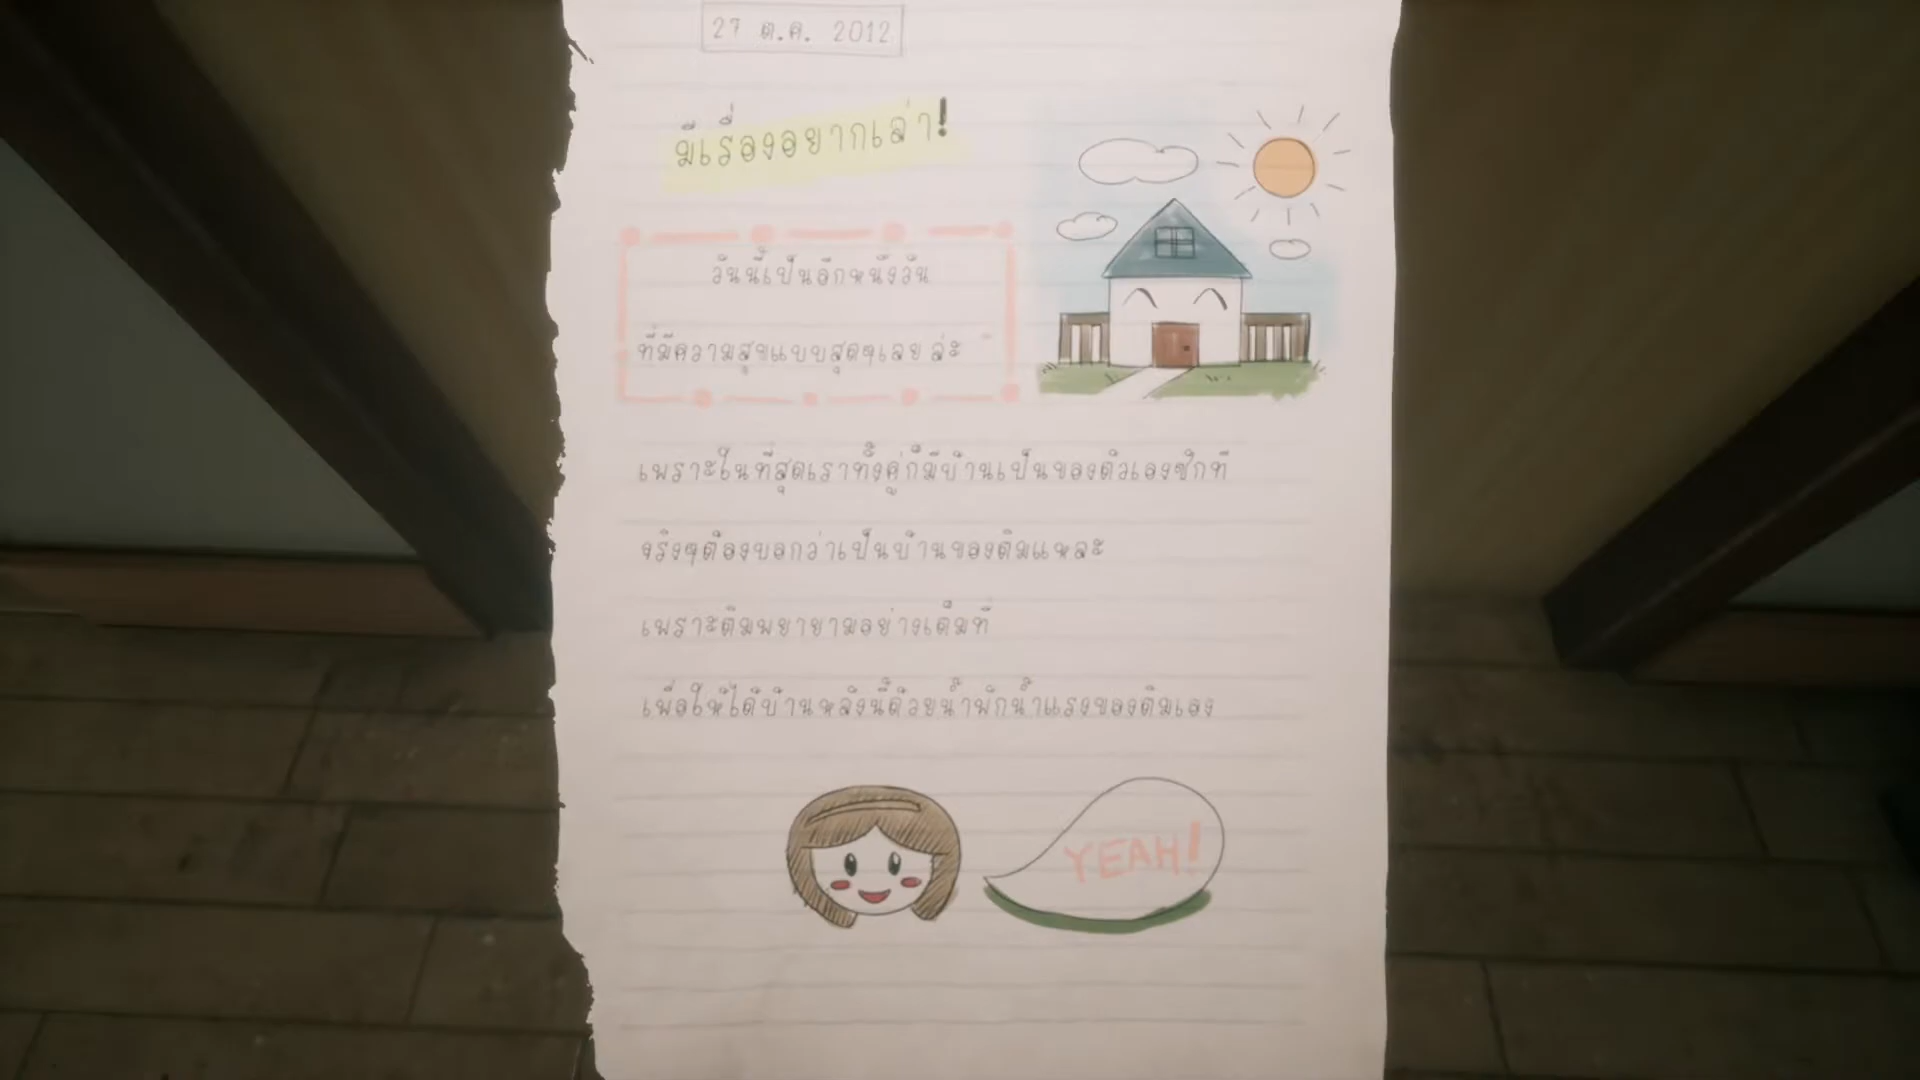 27 ต.ค. 2012
มีเรื่องอยากเล่า!
วันนี้เป็นอีกหนึ่งวัน
ที่มีความสุขแบบสุดๆเลย ล่ะ
เพราะในที่สุดเราทั้งคู่ก็มีบ้านเป็นของตัวเองซักที
จริงๆต้องบอกว่าเป็นบ้านของติมแหละ
เพราะติมพยายามอย่างเต็มที่
เพื่อให้ได้บ้านหลังนี้ด้วยน้ำพักน้ำแรงของติมเอง
YEAH!